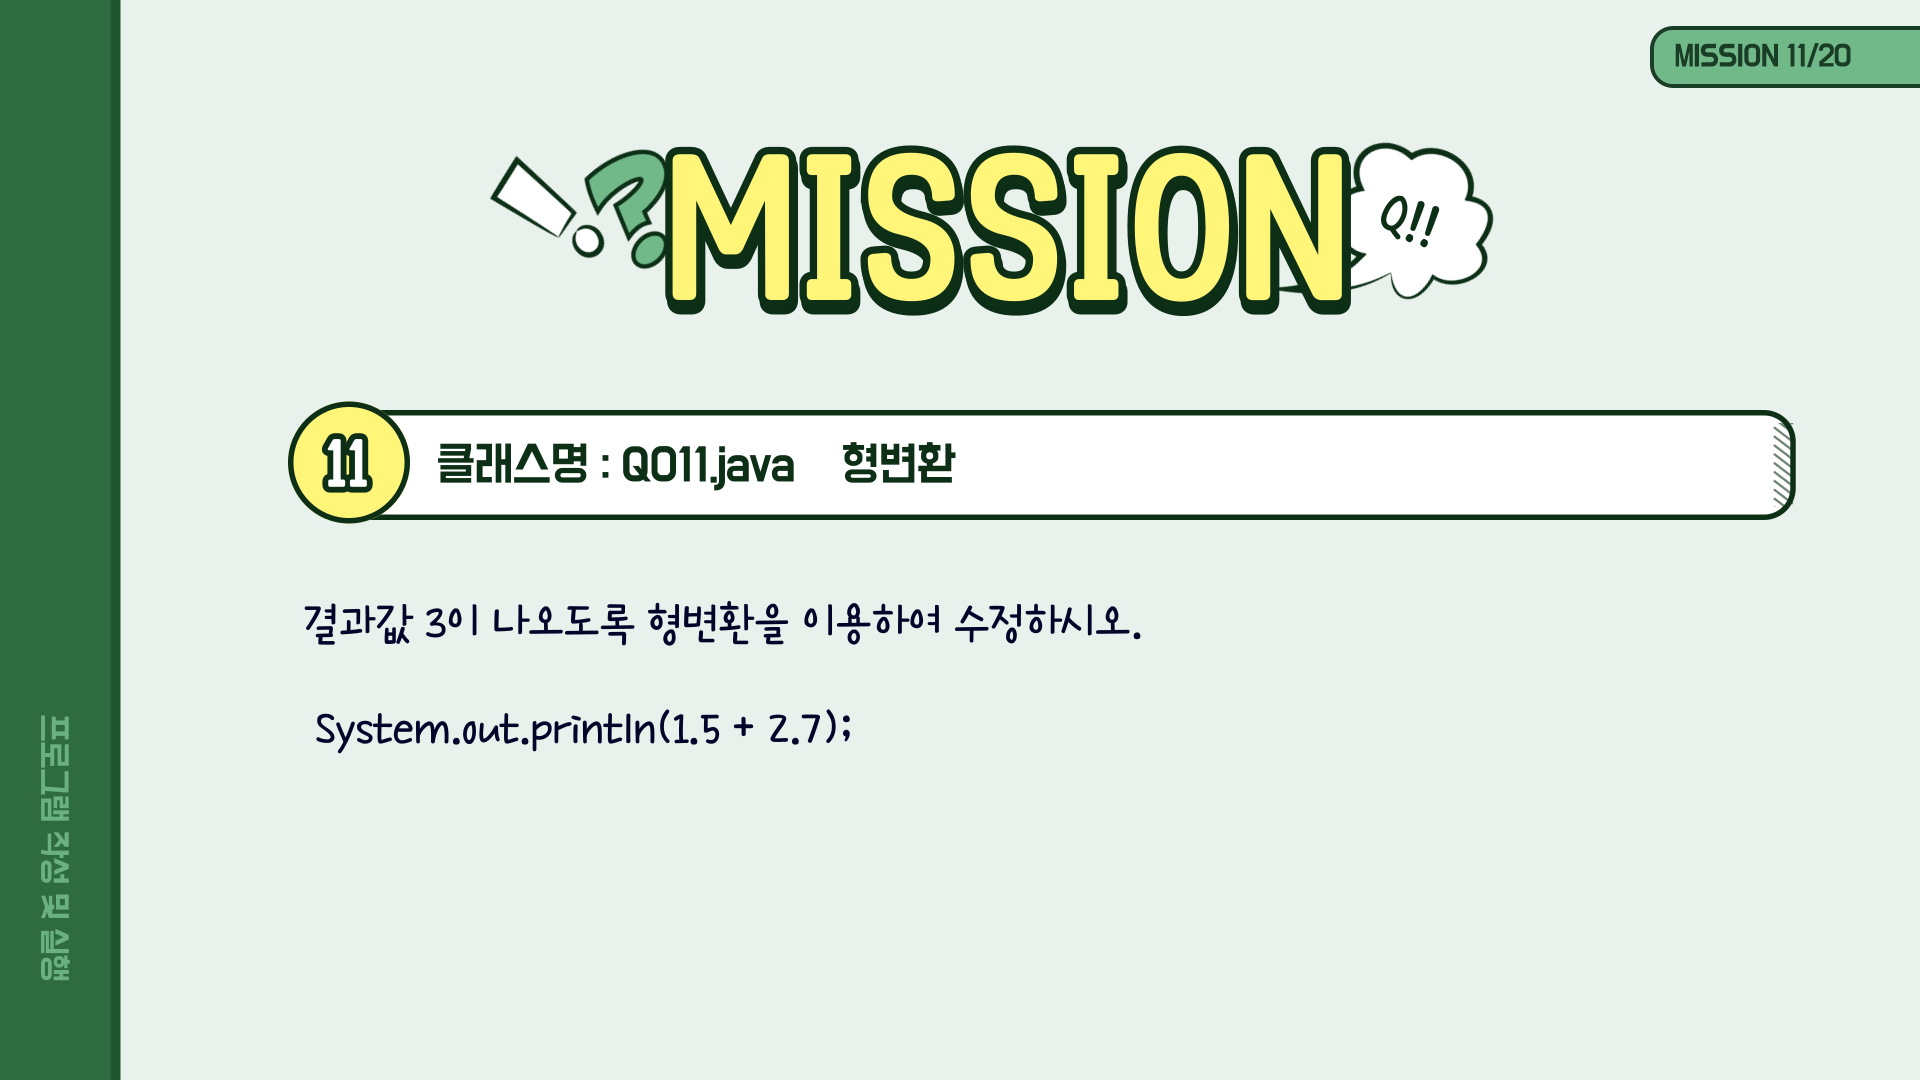 MISSION 11/20
!?MISSION
Q!!
11
클래스명 : Q011.java 형변환
결과값 3이 나오도록 형변환을 이용하여 수정하시오.
System.out.println(1.5 + 2.7);
프로그램 작성 및 실행